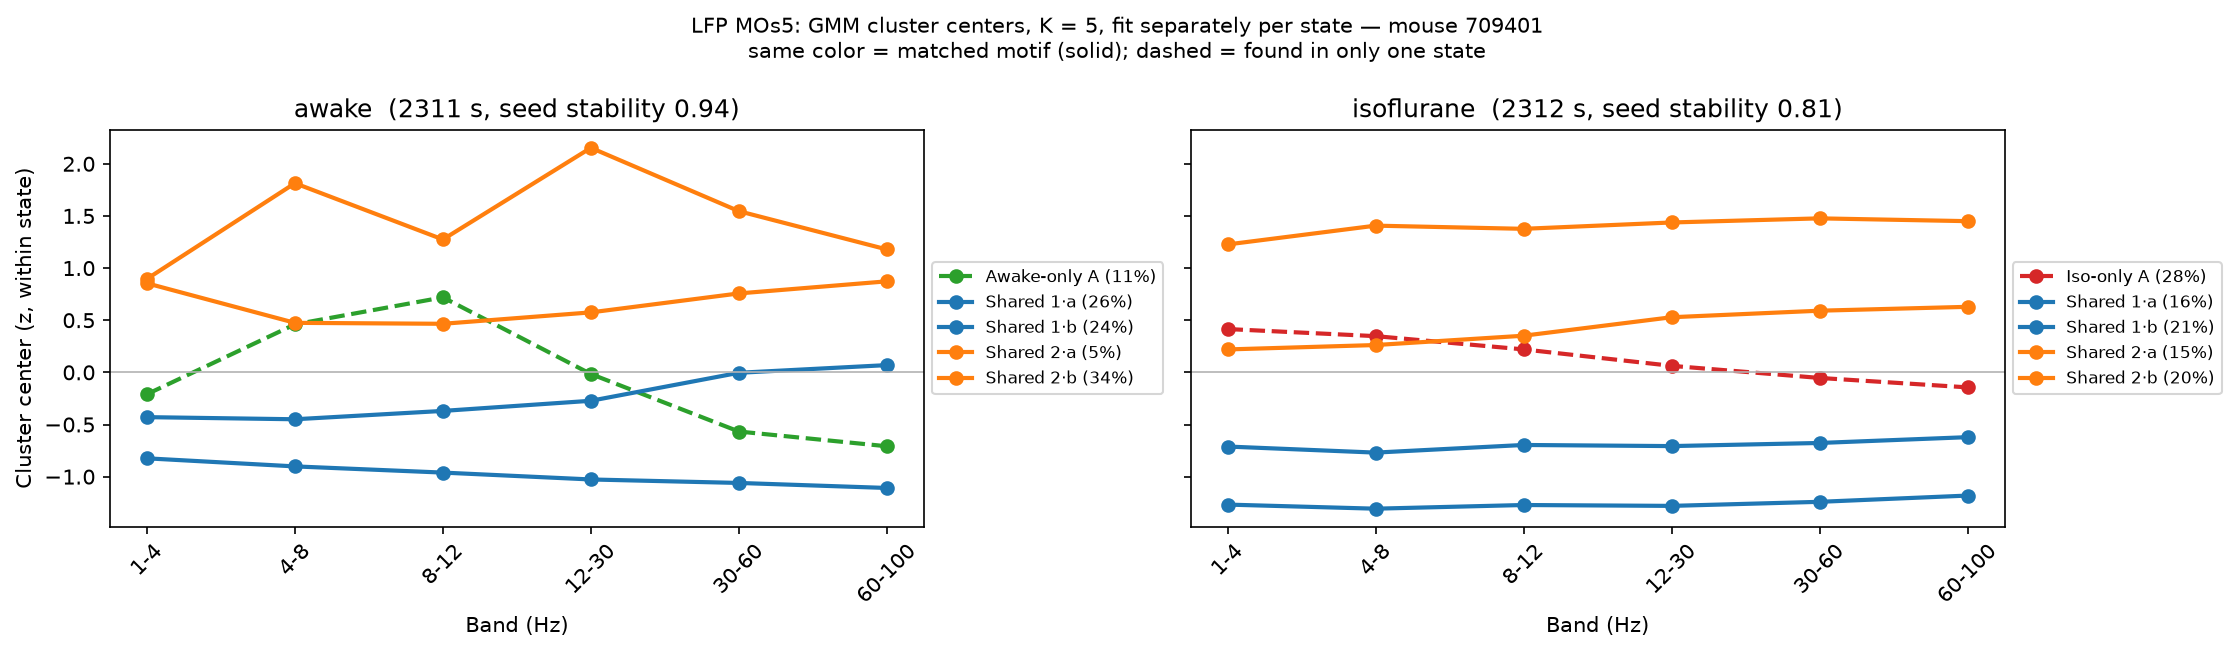 LFP MOs5: GMM cluster centers, K = 5, fit separately per state — mouse 709401
same color = matched motif (solid); dashed = found in only one state
awake (2311 s, seed stability 0.94)
Cluster center (z, within state)
2.0
1.5
1.0
0.5
0.0
−0.5
−1.0
1-4
4-8
8-12
12-30
30-60
60-100
Band (Hz)
Awake-only A (11%)
Shared 1·a (26%)
Shared 1·b (24%)
Shared 2·a (5%)
Shared 2·b (34%)
isoflurane (2312 s, seed stability 0.81)
1-4
4-8
8-12
12-30
30-60
60-100
Band (Hz)
Iso-only A (28%)
Shared 1·a (16%)
Shared 1·b (21%)
Shared 2·a (15%)
Shared 2·b (20%)